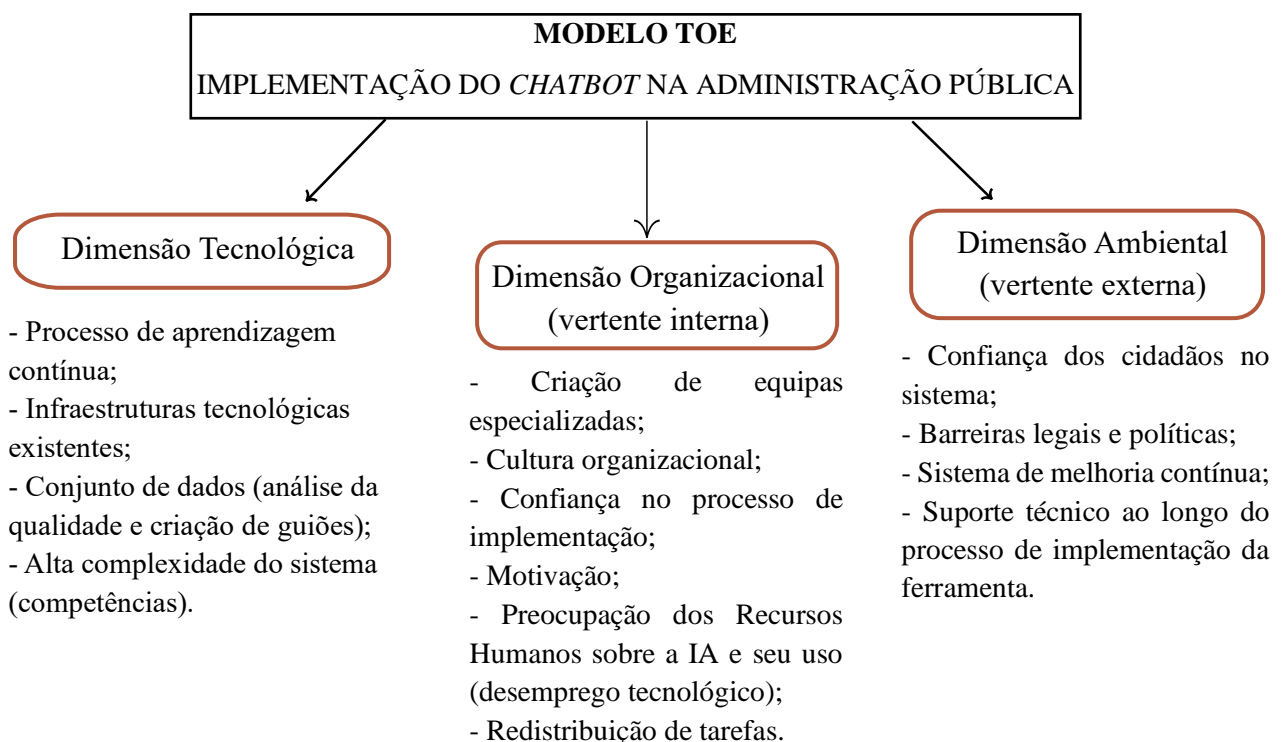 MODELO TOE
IMPLEMENTAÇÃO DO CHATBOT NA ADMINISTRAÇÃO PÚBLICA
Dimensão Tecnológica
- Processo de aprendizagem
contínua;
- Infraestruturas tecnológicas
existentes;
- Conjunto de dados (análise da
qualidade e criação de guiões);
- Alta complexidade do sistema
(competências).
Dimensão Organizacional
(vertente interna)
- Criação de equipas
especializadas;
- Cultura organizacional;
- Confiança no processo de
implementação;
- Motivação;
- Preocupação dos Recursos
Humanos sobre a IA e seu uso
(desemprego tecnológico);
- Redistribuição de tarefas.
Dimensão Ambiental
(vertente externa)
- Confiança dos cidadãos no
sistema;
- Barreiras legais e políticas;
- Sistema de melhoria contínua;
- Suporte técnico ao longo do
processo de implementação da
ferramenta.